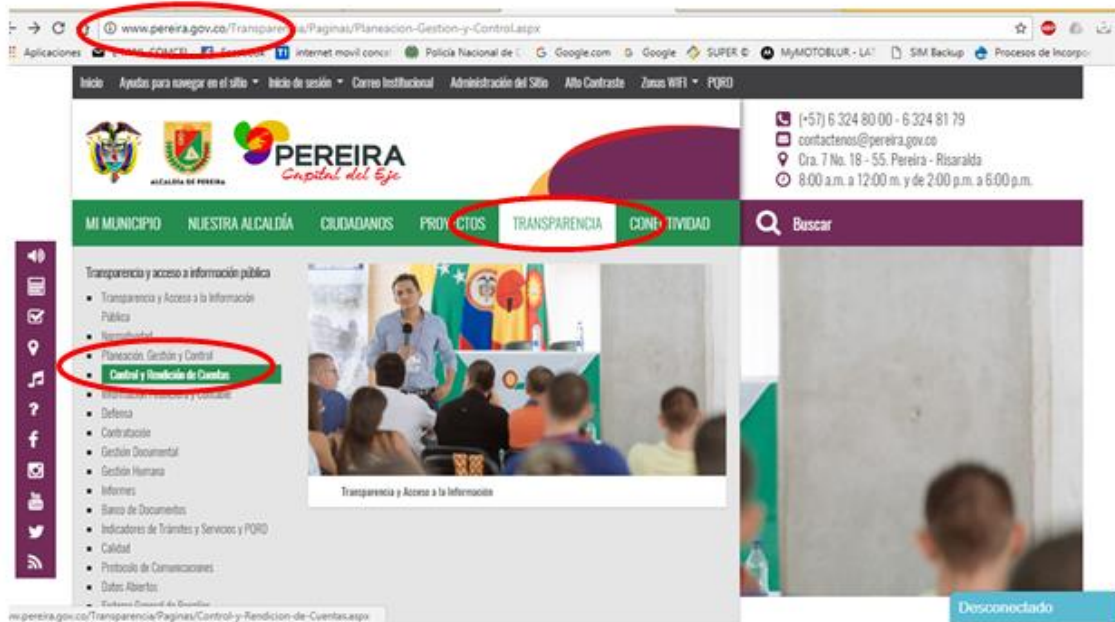 www.pereira.gov.co/Transparencia/Paginas/Planeacion-Gestion-y-Control.aspx
Aplicaciones internet movil Policía Nacional de C Google.com Google SUPER MyMOTOBLUR - LA SIM Backup Procesos de Incorpo
Inicio Ayudas para navegar en el sitio Inicio de sesión Correo Institucional Administración del Sitio Alto Contraste Zonas WIFI PQRD
ALCALDÍA DE PEREIRA
PEREIRA
Capital del Eje
(+57) 6 324 80 00 - 6 324 81 79
contactenos@pereira.gov.co
Cra. 7 No. 18 - 55. Pereira - Risaralda
8:00 a.m. a 12:00 m. y de 2:00 p.m. a 6:00 p.m.
MI MUNICIPIO NUESTRA ALCALDÍA CIUDADANOS PROYECTOS TRANSPARENCIA CONECTIVIDAD
Buscar
Transparencia y acceso a información pública
Transparencia y Acceso a la Información
Pública
Normatividad
Planeación, Gestión y Control
Control y Rendición de Cuentas
Defensa
Contratación
Gestión Documental
Gestión Humana
Informes
Banco de Documentos
Indicadores de Trámites y Servicios y PQRD
Calidad
Protocolo de Comunicaciones
Datos Abiertos
Transparencia y Acceso a la Información
w.pereira.gov.co/Transparencia/Paginas/Control-y-Rendicion-de-Cuentas.aspx
Desconectado